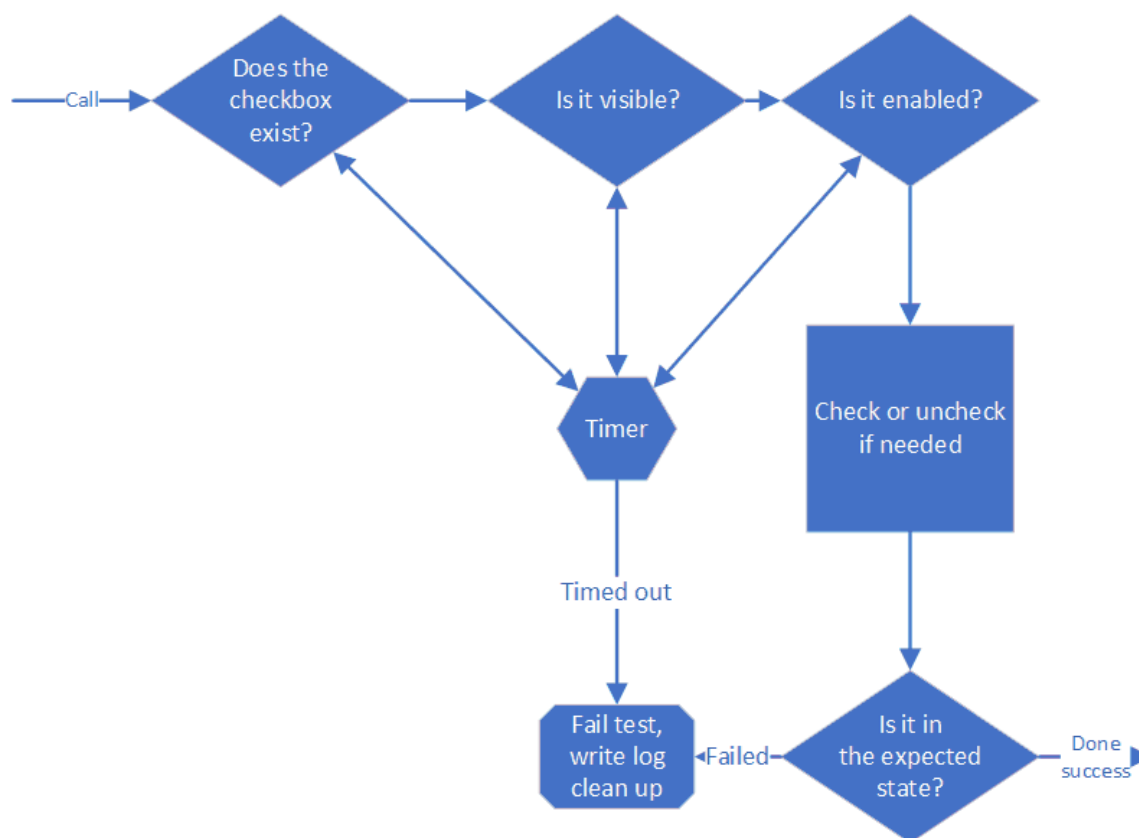 Call
Does the
checkbox
exist?
Is it visible?
Is it enabled?
Timer
Check or uncheck
if needed
Timed out
Fail test,
write log
clean up
Failed
Is it in
the expected
state?
Done
success